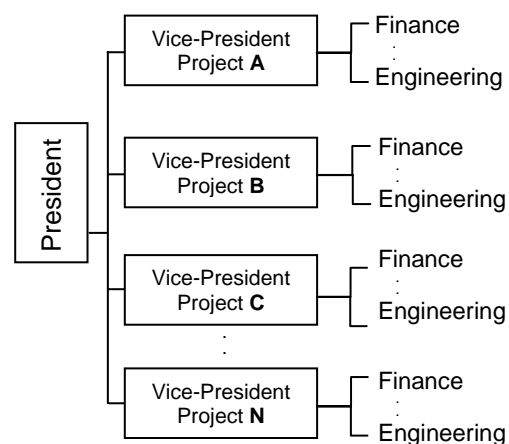 President
Vice-President
Project A
Finance
:
Engineering
Vice-President
Project B
Finance
:
Engineering
Vice-President
Project C
Finance
:
Engineering
:
Vice-President
Project N
Finance
:
Engineering